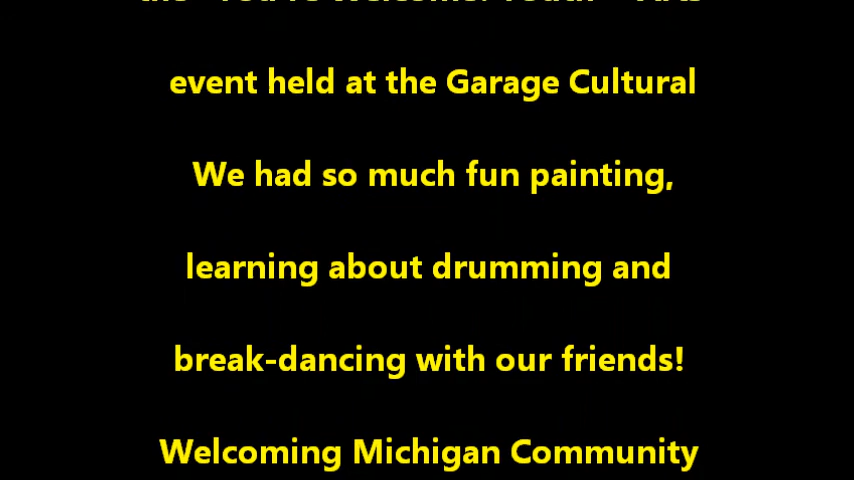 event held at the Garage Cultural
We had so much fun painting,
learning about drumming and
break-dancing with our friends!
Welcoming Michigan Community